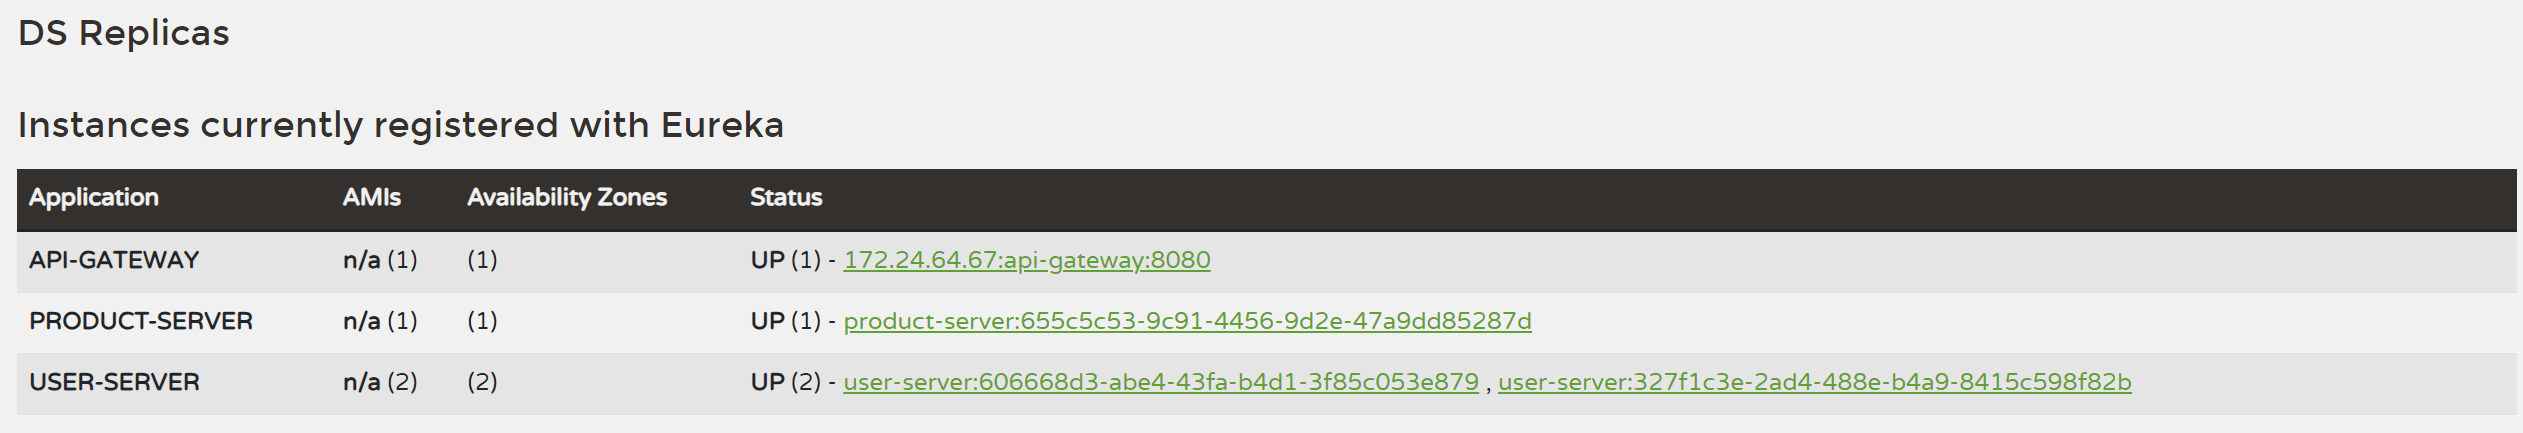 DS Replicas
Instances currently registered with Eureka
Application AMIs Availability Zones Status
API-GATEWAY n/a (1) (1) UP (1) - 172.24.64.67:api-gateway:8080
PRODUCT-SERVER n/a (1) (1) UP (1) - product-server:655c5c53-9c91-4456-9d2e-47a9dd85287d
USER-SERVER n/a (2) (2) UP (2) - user-server:606668d3-abe4-43fa-b4d1-3f85c053e879 , user-server:327f1c3e-2ad4-488e-b4a9-8415c598f82b